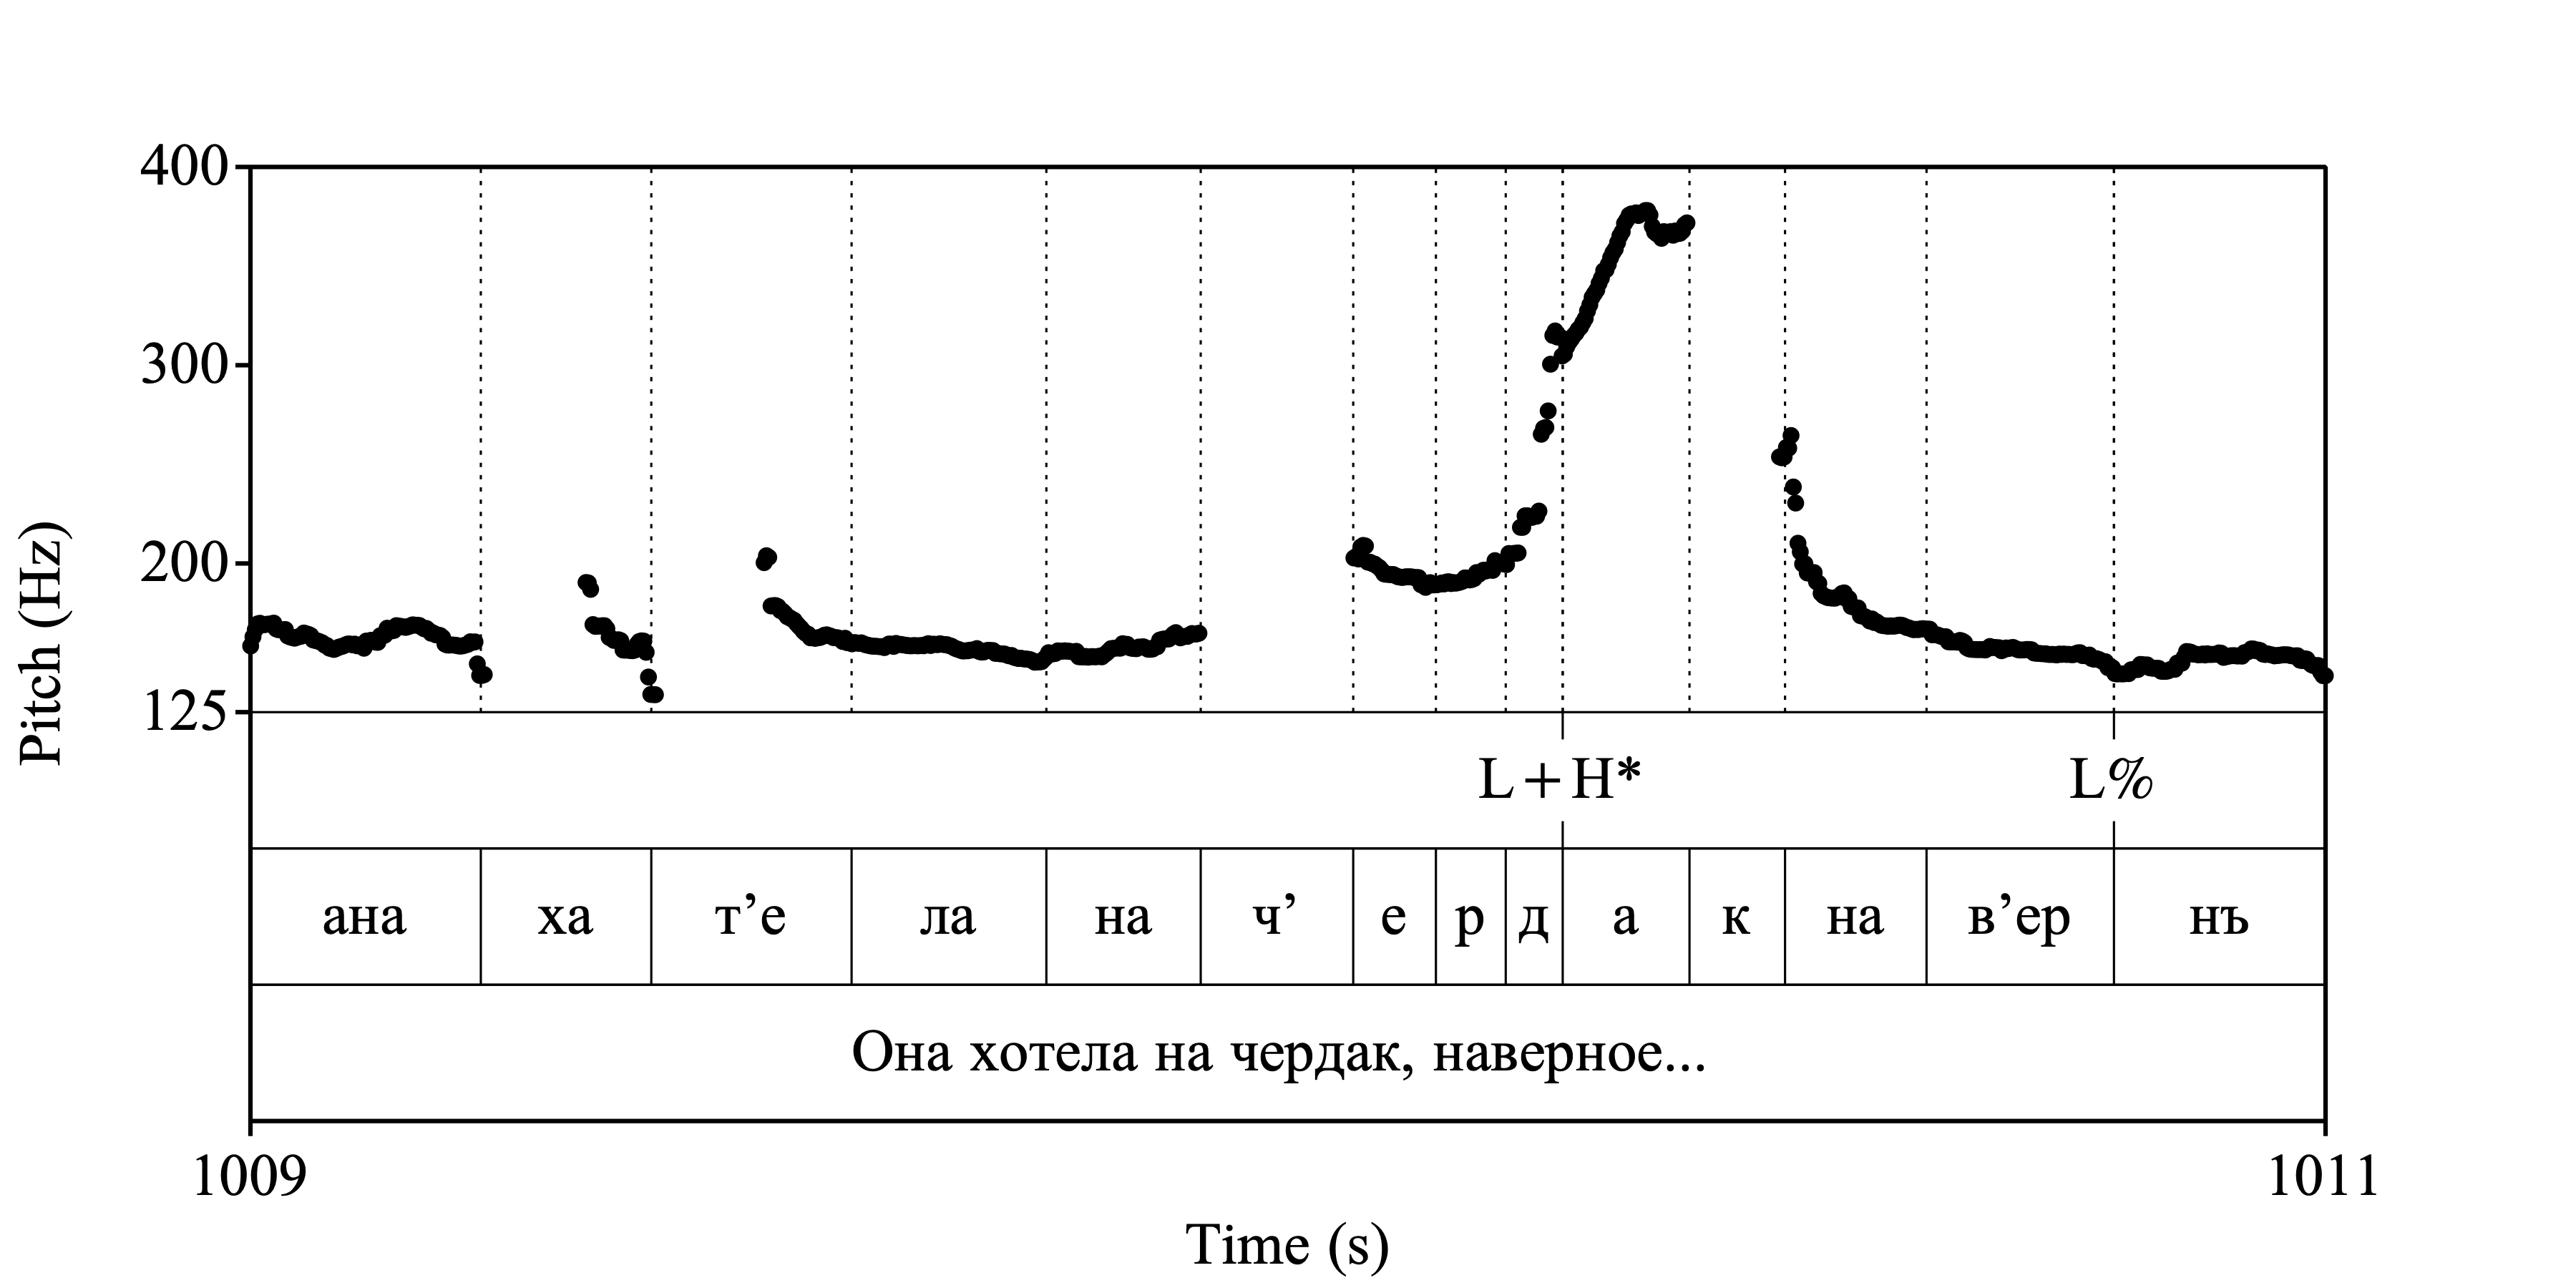 400
300
200
125
Pitch (Hz)
L+H* L%
ана ха т’е ла на ч’ е р д а к на в’ер нъ
Она хотела на чердак, наверное...
1009 1011
Time (s)